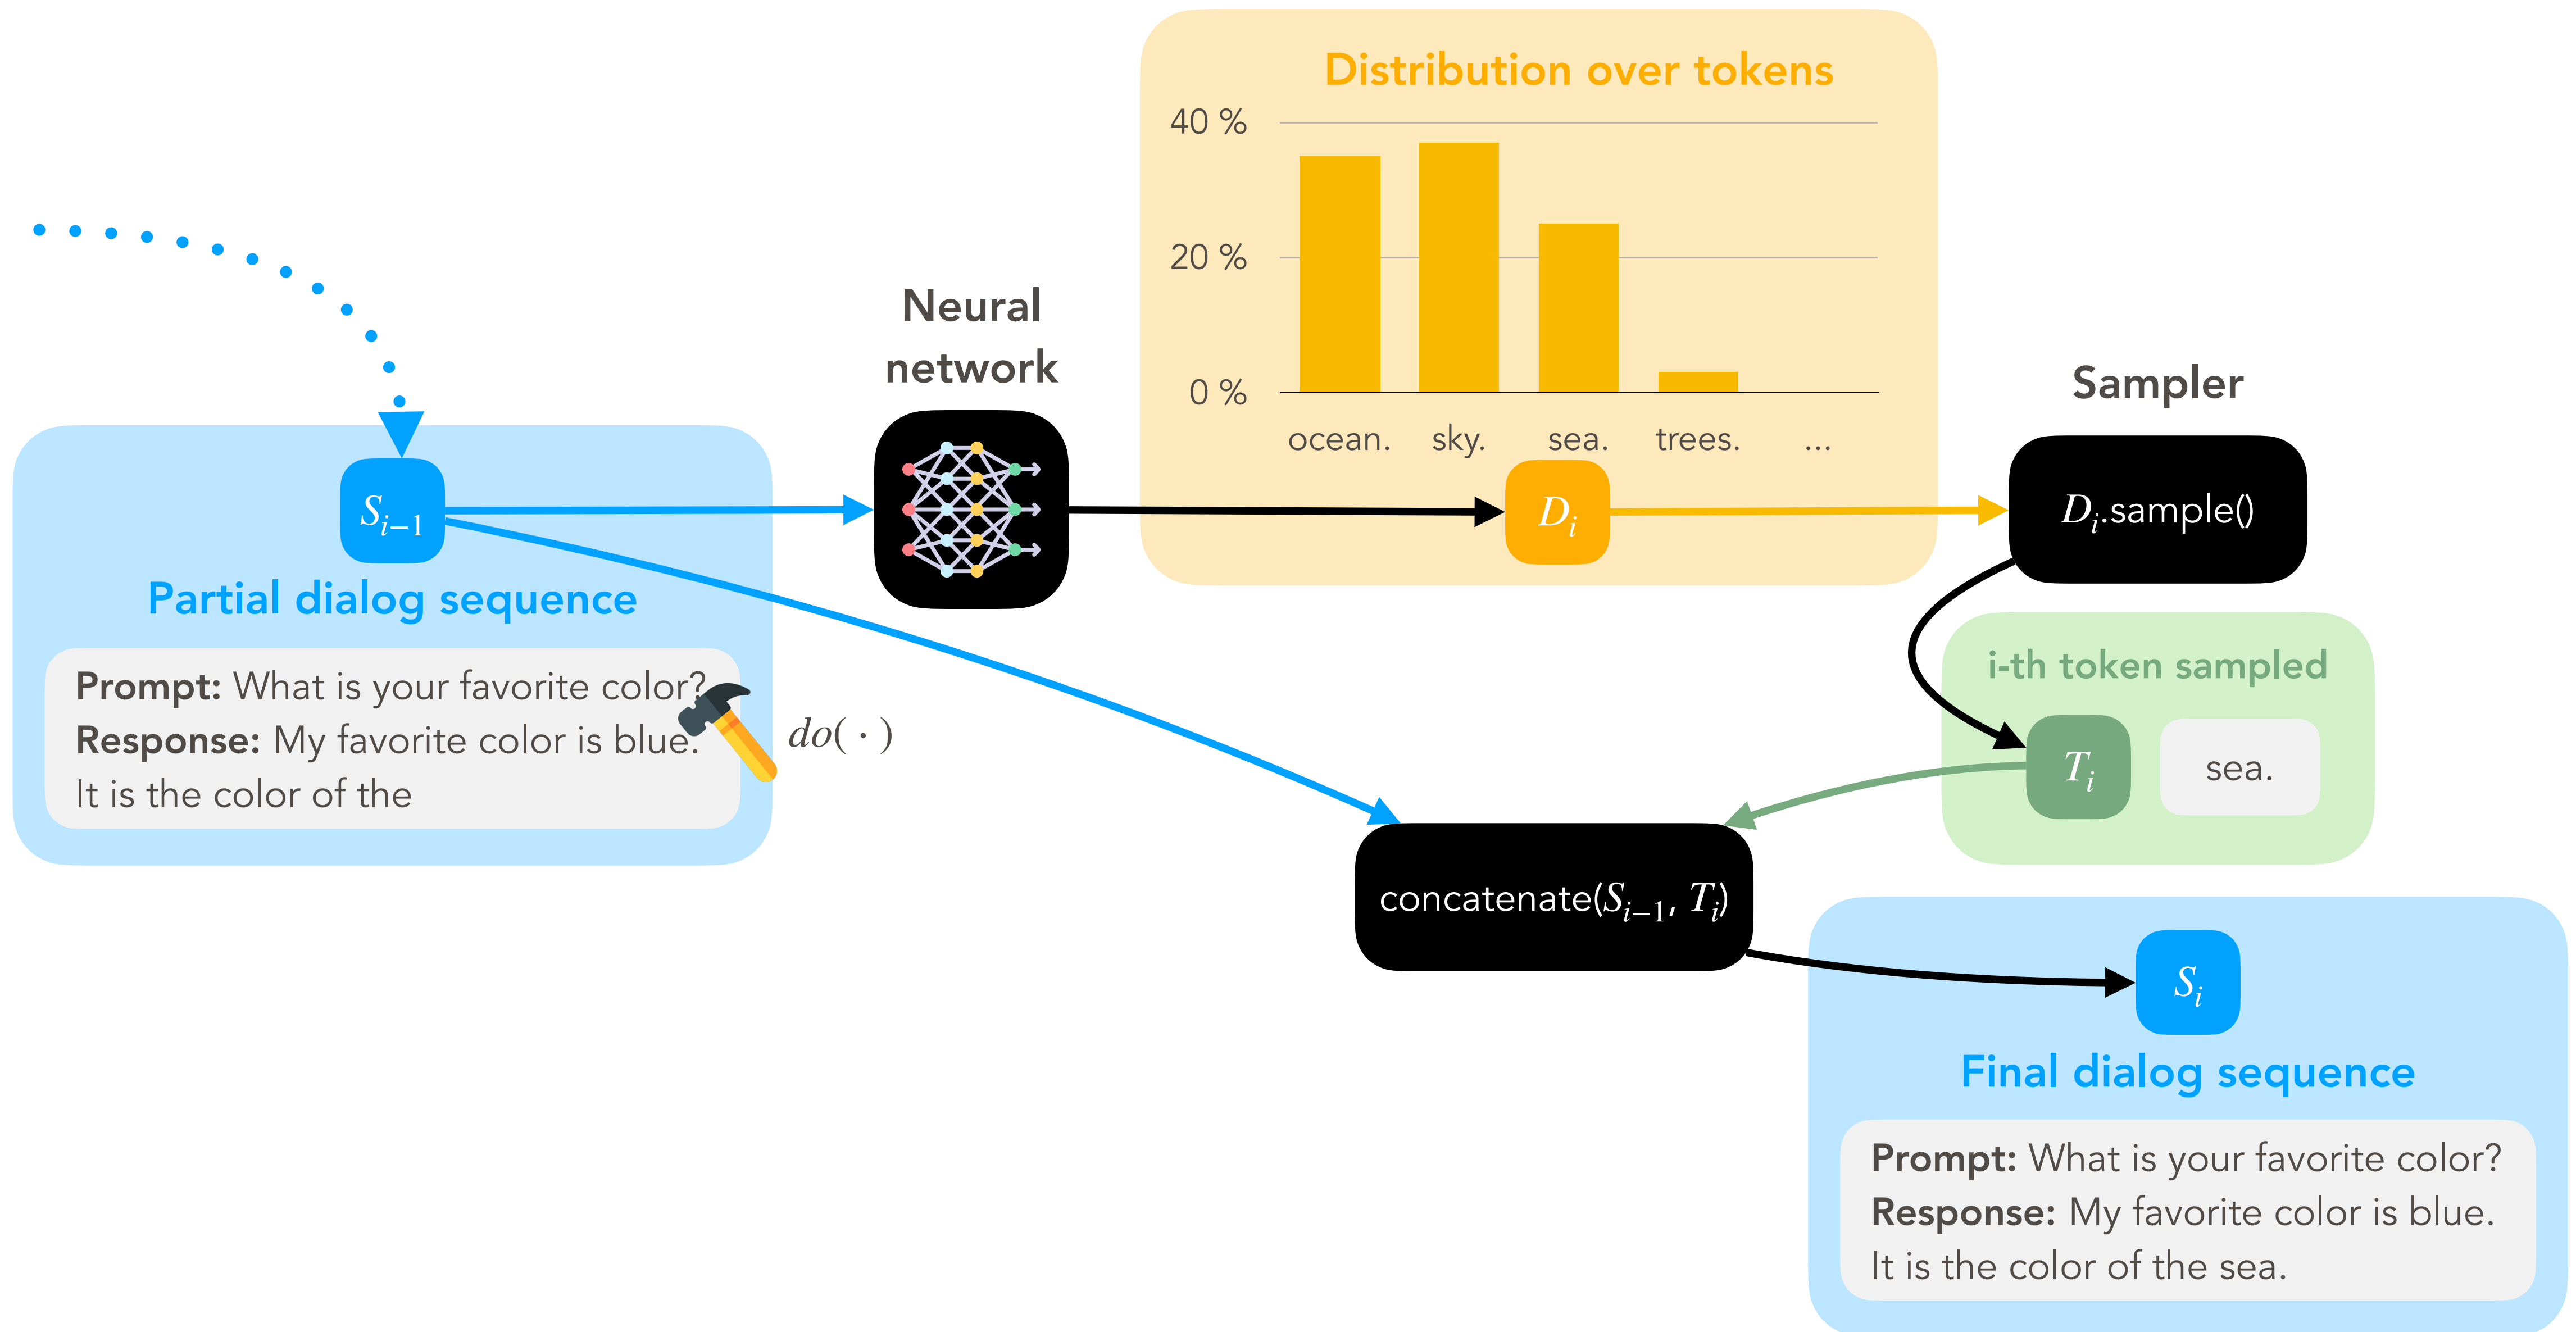 Distribution over tokens
40 %
20 %
0 %
ocean. sky. sea. trees. ...
Neural
network
Sampler
S_{i−1}
D_i
D_i.sample()
Partial dialog sequence
Prompt: What is your favorite color?
Response: My favorite color is blue.
It is the color of the
do( · )
i-th token sampled
T_i
sea.
concatenate(S_{i−1}, T_i)
S_i
Final dialog sequence
Prompt: What is your favorite color?
Response: My favorite color is blue.
It is the color of the sea.